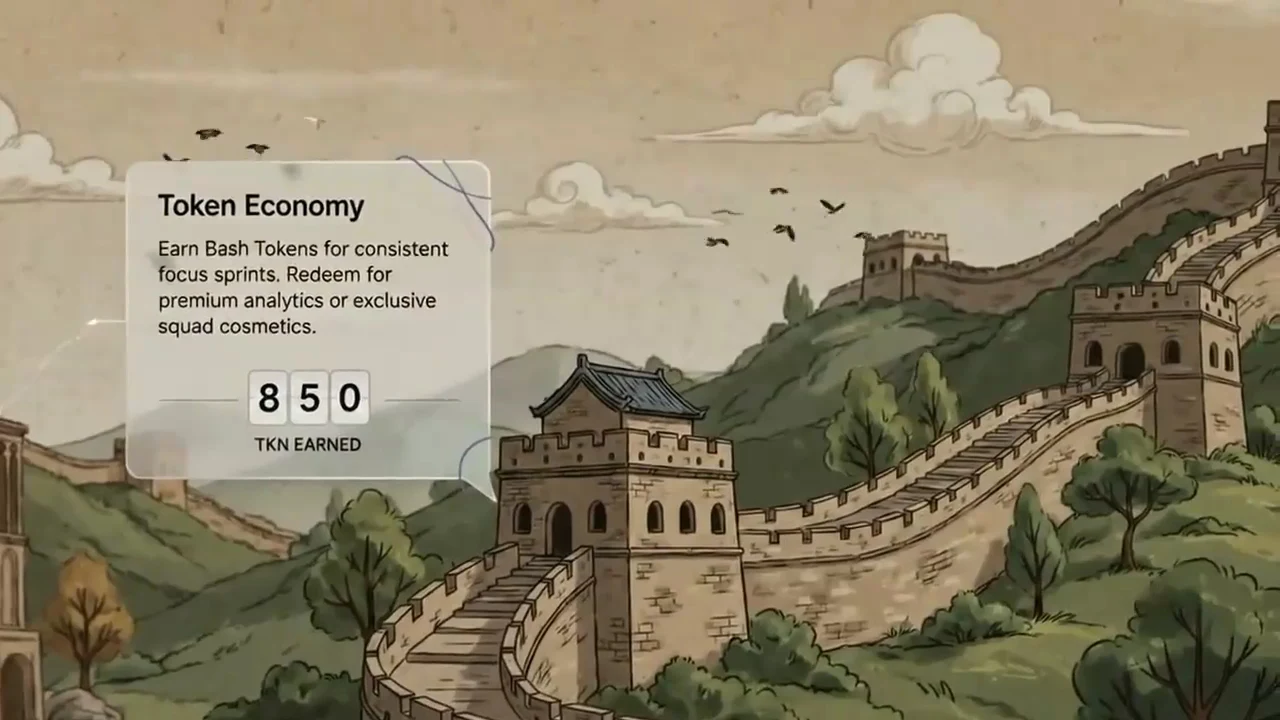 Token Economy
Earn Bash Tokens for consistent
focus sprints. Redeem for
premium analytics or exclusive
squad cosmetics.
850
TKN EARNED